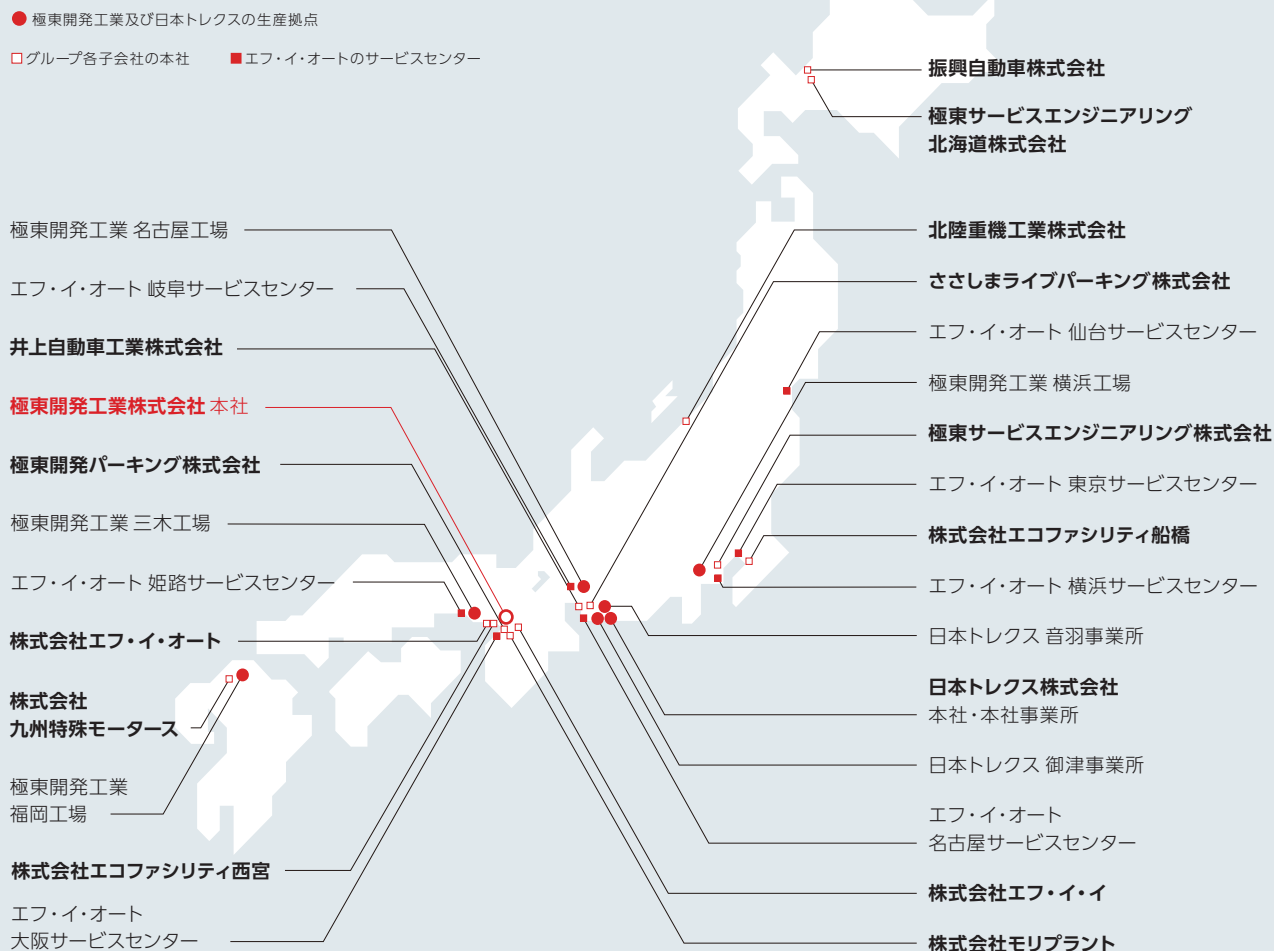 極東開発工業及び日本トレクスの生産拠点
グループ各子会社の本社
エフ・イ・オートのサービスセンター
極東開発工業 名古屋工場
エフ・イ・オート 岐阜サービスセンター
井上自動車工業株式会社
極東開発工業株式会社 本社
極東開発パーキング株式会社
極東開発工業 三木工場
エフ・イ・オート 姫路サービスセンター
株式会社エフ・イ・オート
株式会社
九州特殊モータース
極東開発工業
福岡工場
株式会社エコファシリティ西宮
エフ・イ・オート
大阪サービスセンター
振興自動車株式会社
極東サービスエンジニアリング
北海道株式会社
北陸重機工業株式会社
ささしまライブパーキング株式会社
エフ・イ・オート 仙台サービスセンター
極東開発工業 横浜工場
極東サービスエンジニアリング株式会社
エフ・イ・オート 東京サービスセンター
株式会社エコファシリティ船橋
エフ・イ・オート 横浜サービスセンター
日本トレクス 音羽事業所
日本トレクス株式会社
本社・本社事業所
日本トレクス 御津事業所
エフ・イ・オート
名古屋サービスセンター
株式会社エフ・イ・イ
株式会社モリプラント